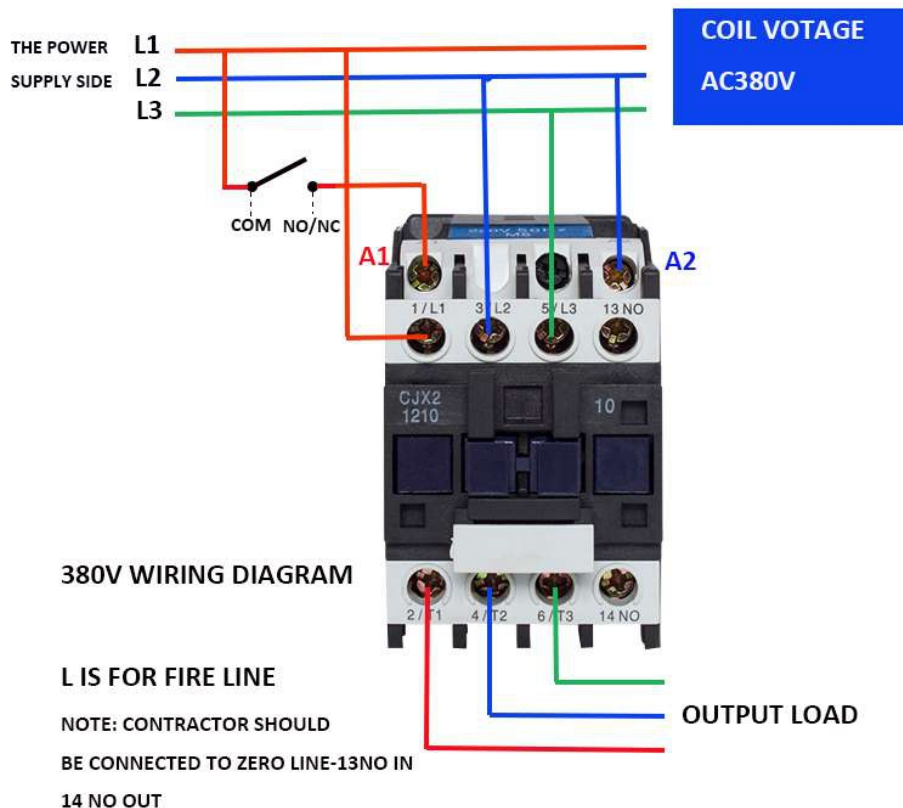 COIL VOTAGE
AC380V
THE POWER L1
SUPPLY SIDE L2
L3
COM NO/NC
A1
A2
1/L1 3/L2 5/L3 13 NO
CJX2
1210
10
380V WIRING DIAGRAM
2/T1 4/T2 6/T3 14 NO
L IS FOR FIRE LINE
NOTE: CONTRACTOR SHOULD
BE CONNECTED TO ZERO LINE-13NO IN
14 NO OUT
OUTPUT LOAD